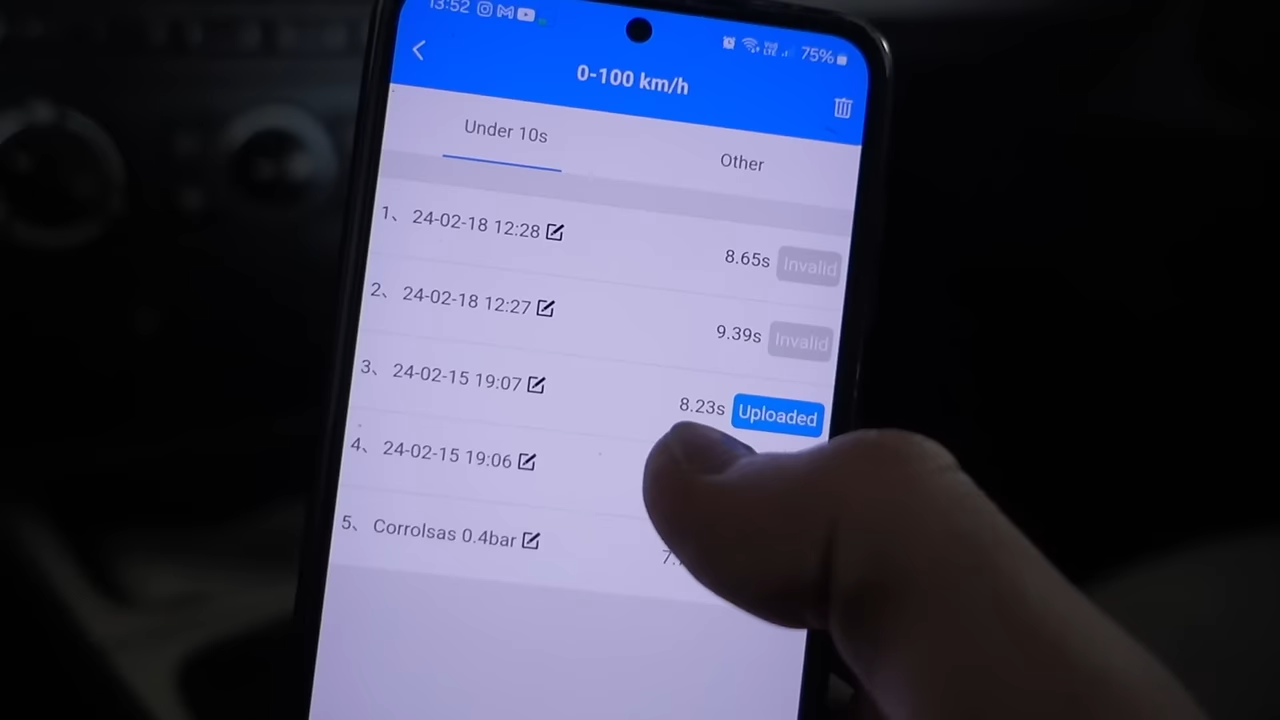 13:52 75%
0-100 km/h
Under 10s Other
1、 24-02-18 12:28 8.65s Invalid
2、 24-02-18 12:27 9.39s Invalid
3、 24-02-15 19:07 8.23s Uploaded
4、 24-02-15 19:06
5、 Corrolsas 0.4bar 7.